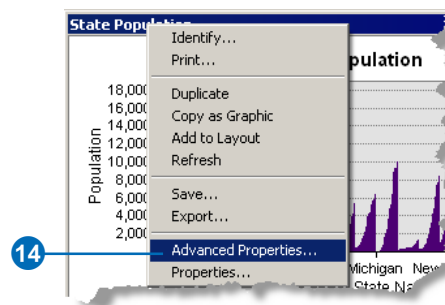 State Popu
Identify...
Print...
Duplicate
Copy as Graphic
Add to Layout
Refresh
Save...
Export...
Advanced Properties...
Properties...
pulation
18,000
16,000
14,000
12,000
10,000
8,000
6,000
4,000
2,000
Population
Michigan New
State Na
14